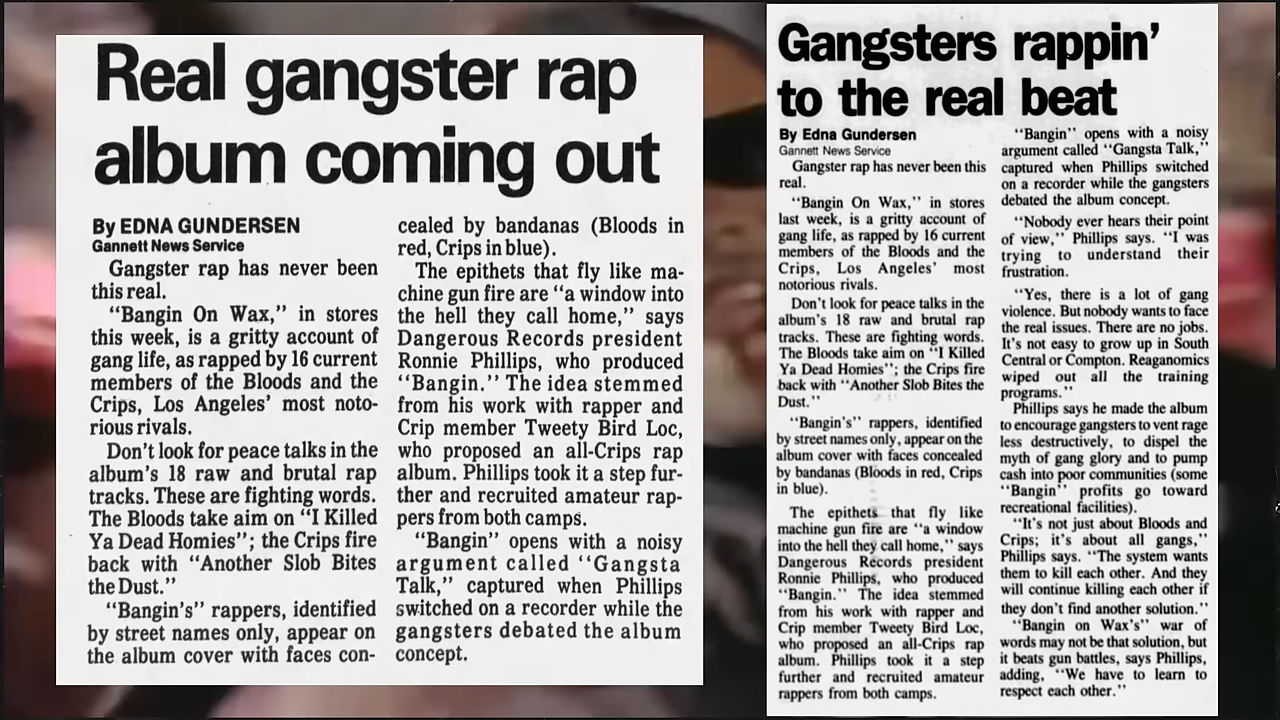 Real gangster rap
album coming out
By EDNA GUNDERSEN
Gannett News Service
Gangster rap has never been
this real.
“Bangin On Wax,” in stores
this week, is a gritty account of
gang life, as rapped by 16 current
members of the Bloods and the
Crips, Los Angeles’ most noto-
rious rivals.
Don’t look for peace talks in the
album’s 18 raw and brutal rap
tracks. These are fighting words.
The Bloods take aim on “I Killed
Ya Dead Homies”; the Crips fire
back with “Another Slob Bites
the Dust.”
“Bangin’s” rappers, identified
by street names only, appear on
the album cover with faces con-
cealed by bandanas (Bloods in
red, Crips in blue).
The epithets that fly like ma-
chine gun fire are “a window into
the hell they call home,” says
Dangerous Records president
Ronnie Phillips, who produced
“Bangin.” The idea stemmed
from his work with rapper and
Crip member Tweety Bird Loc,
who proposed an all-Crips rap
album. Phillips took it a step fur-
ther and recruited amateur rap-
pers from both camps.
“Bangin” opens with a noisy
argument called “Gangsta
Talk,” captured when Phillips
switched on a recorder while the
gangsters debated the album
concept.
Gangsters rappin’
to the real beat
By Edna Gundersen
Gannett News Service
Gangster rap has never been this
real.
“Bangin On Wax,” in stores
last week, is a gritty account of
gang life, as rapped by 16 current
members of the Bloods and the
Crips, Los Angeles’ most
notorious rivals.
Don’t look for peace talks in the
album’s 18 raw and brutal rap
tracks. These are fighting words.
The Bloods take aim on “I Killed
Ya Dead Homies”; the Crips fire
back with “Another Slob Bites the
Dust.”
“Bangin’s” rappers, identified
by street names only, appear on the
album cover with faces concealed
by bandanas (Bloods in red, Crips
in blue).
The epithets that fly like
machine gun fire are “a window
into the hell they call home,” says
Dangerous Records president
Ronnie Phillips, who produced
“Bangin.” The idea stemmed
from his work with rapper and
Crip member Tweety Bird Loc,
who proposed an all-Crips rap
album. Phillips took it a step
further and recruited amateur
rappers from both camps.
“Bangin” opens with a noisy
argument called “Gangsta Talk,”
captured when Phillips switched
on a recorder while the gangsters
debated the album concept.
“Nobody ever hears their point
of view,” Phillips says. “I was
trying to understand their
frustration.
“Yes, there is a lot of gang
violence. But nobody wants to face
the real issues. There are no jobs.
It’s not easy to grow up in South
Central or Compton. Reaganomics
wiped out all the training
programs.”
Phillips says he made the album
to encourage gangsters to vent rage
less destructively, to dispel the
myth of gang glory and to pump
cash into poor communities (some
“Bangin” profits go toward
recreational facilities).
“It’s not just about Bloods and
Crips; it’s about all gangs,”
Phillips says. “The system wants
them to kill each other. And they
will continue killing each other if
they don’t find another solution.”
“Bangin on Wax’s” war of
words may not be that solution, but
it beats gun battles, says Phillips,
adding, “We have to learn to
respect each other.”